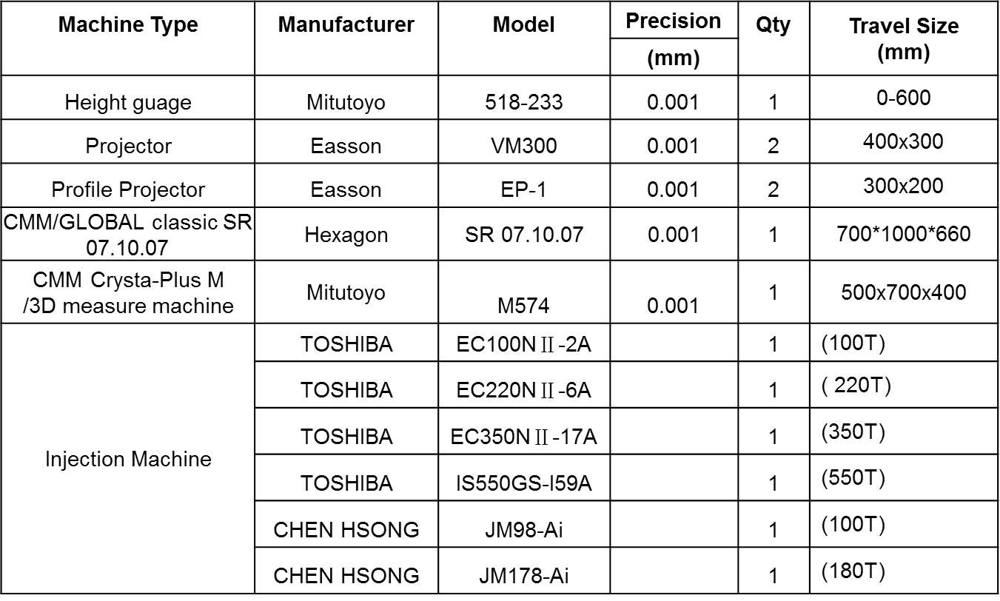 Machine Type Manufacturer Model Precision (mm) Qty Travel Size (mm)
Height guage Mitutoyo 518-233 0.001 1 0-600
Projector Easson VM300 0.001 2 400x300
Profile Projector Easson EP-1 0.001 2 300x200
CMM/GLOBAL classic SR
07.10.07 Hexagon SR 07.10.07 0.001 1 700*1000*660
CMM Crysta-Plus M
/3D measure machine Mitutoyo M574 0.001 1 500x700x400
Injection Machine
TOSHIBA EC100NⅡ-2A 1 (100T)
TOSHIBA EC220NⅡ-6A 1 ( 220T)
TOSHIBA EC350NⅡ-17A 1 (350T)
TOSHIBA IS550GS-I59A 1 (550T)
CHEN HSONG JM98-Ai 1 (100T)
CHEN HSONG JM178-Ai 1 (180T)